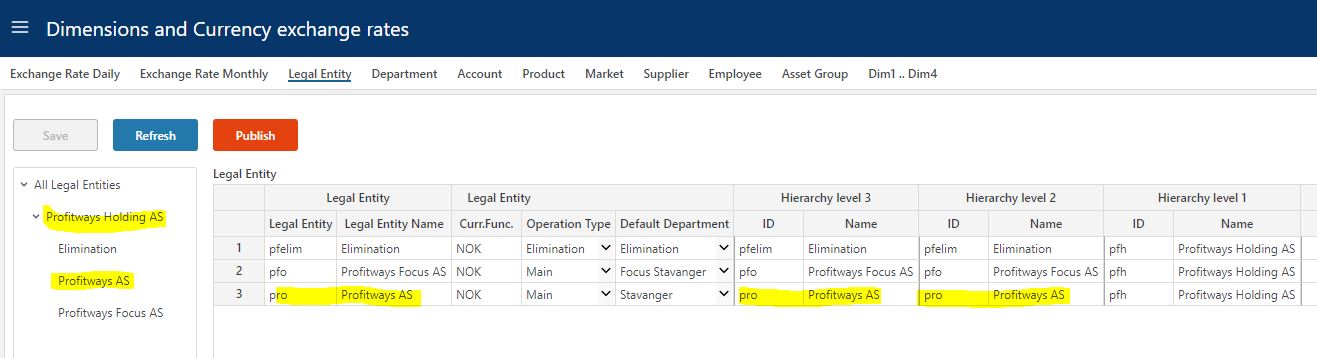 Dimensions and Currency exchange rates
Exchange Rate Daily Exchange Rate Monthly Legal Entity Department Account Product Market Supplier Employee Asset Group Dim1 .. Dim4
Save Refresh Publish
All Legal Entities
Profitways Holding AS
Elimination
Profitways AS
Profitways Focus AS
Legal Entity
Legal Entity Legal Entity Hierarchy level 3 Hierarchy level 2 Hierarchy level 1
Legal Entity Legal Entity Name Curr.Func. Operation Type Default Department ID Name ID Name ID Name
1 pfelim Elimination NOK Elimination Elimination pfelim Elimination pfelim Elimination pfh Profitways Holding AS
2 pfo Profitways Focus AS NOK Main Focus Stavanger pfo Profitways Focus AS pfo Profitways Focus AS pfh Profitways Holding AS
3 pro Profitways AS NOK Main Stavanger pro Profitways AS pro Profitways AS pfh Profitways Holding AS